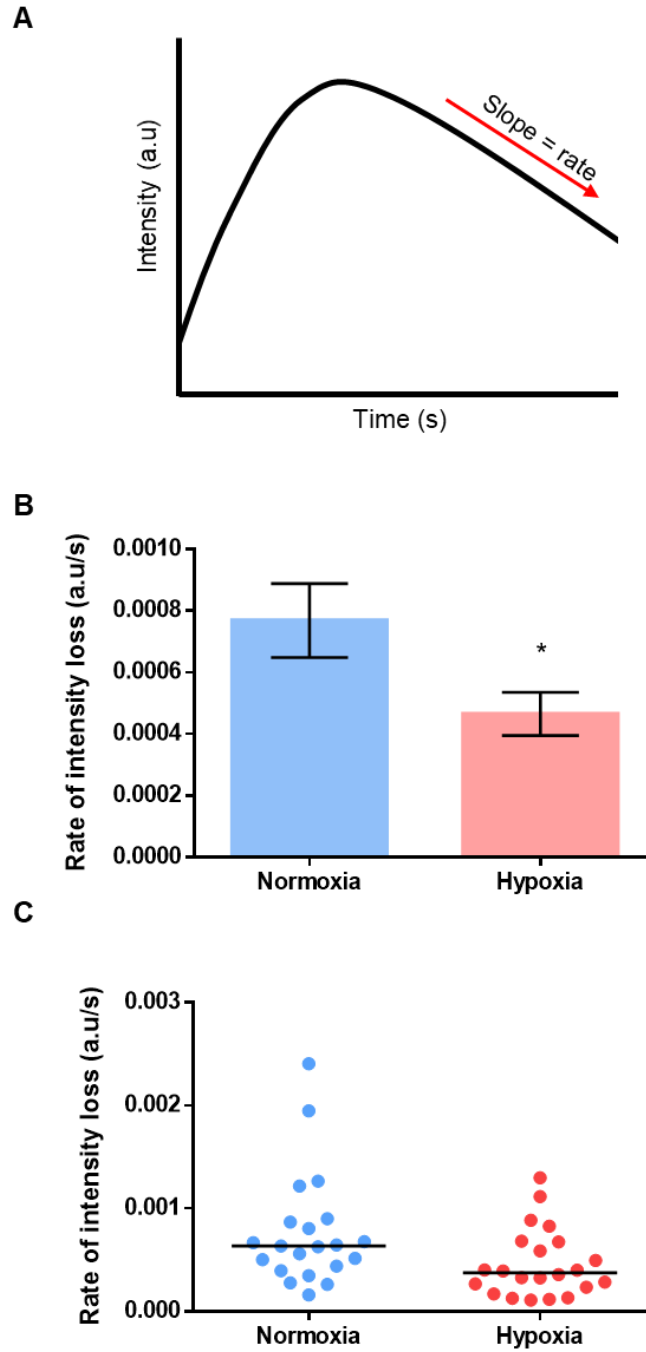 A
Intensity (a.u)
Slope = rate
Time (s)
B
Rate of intensity loss (a.u/s)
0.0010
0.0008
0.0006
0.0004
0.0002
0.0000
*
Normoxia Hypoxia
C
Rate of intensity loss (a.u/s)
0.003
0.002
0.001
0.000
Normoxia Hypoxia